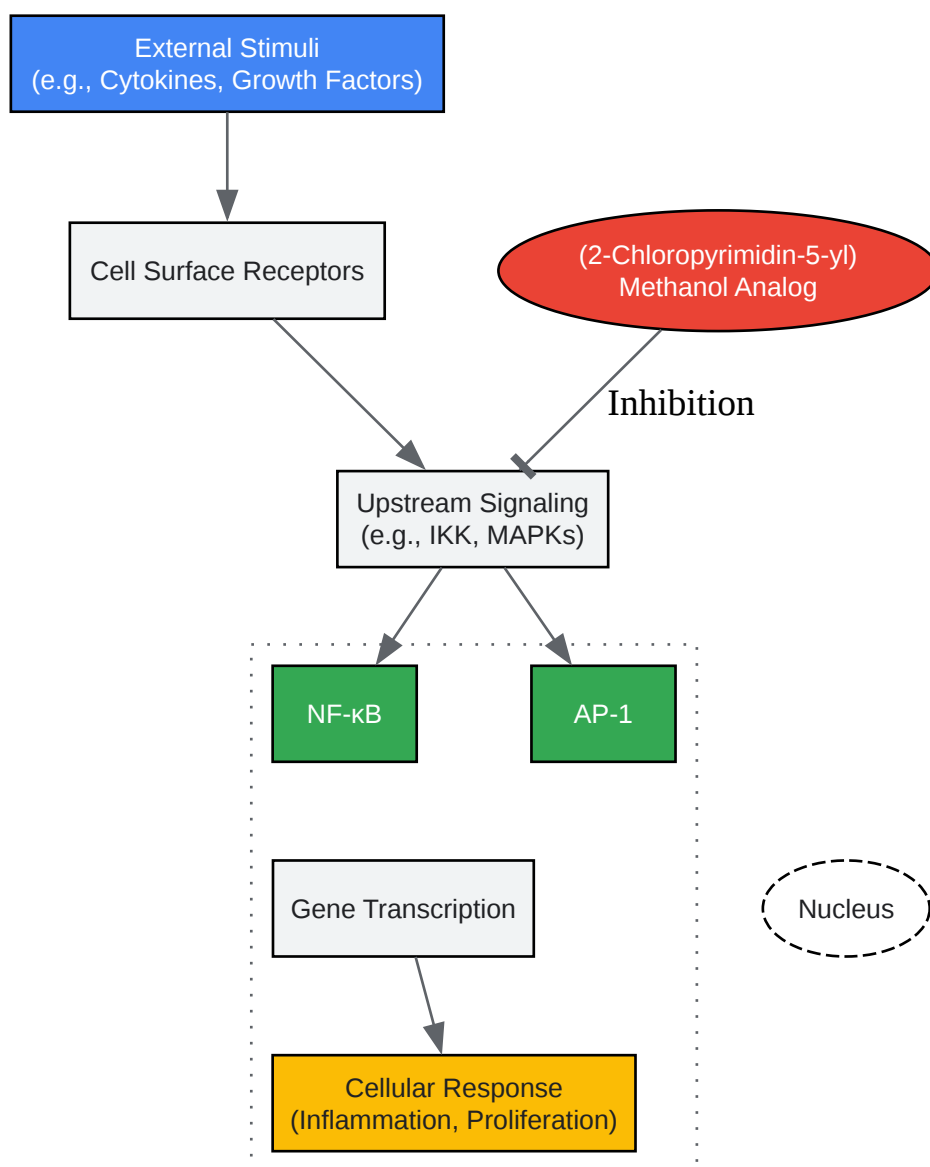 External Stimuli
(e.g., Cytokines, Growth Factors)
Cell Surface Receptors
(2-Chloropyrimidin-5-yl)
Methanol Analog
Inhibition
Upstream Signaling
(e.g., IKK, MAPKs)
NF-κB
AP-1
Gene Transcription
Nucleus
Cellular Response
(Inflammation, Proliferation)